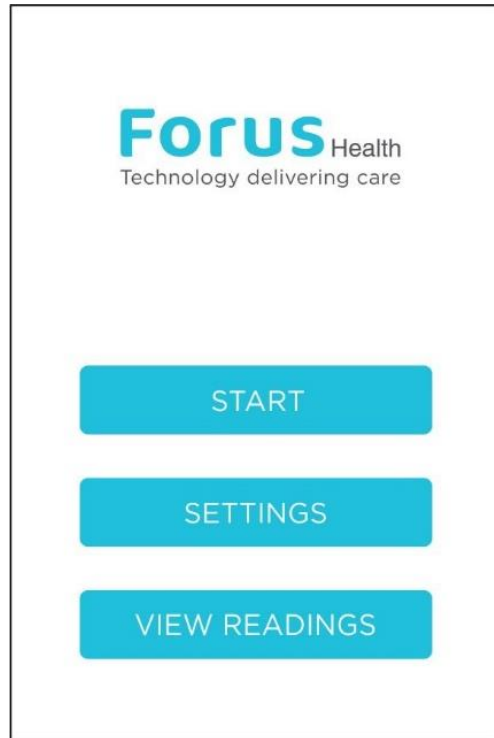 Forus Health
Technology delivering care
START
SETTINGS
VIEW READINGS